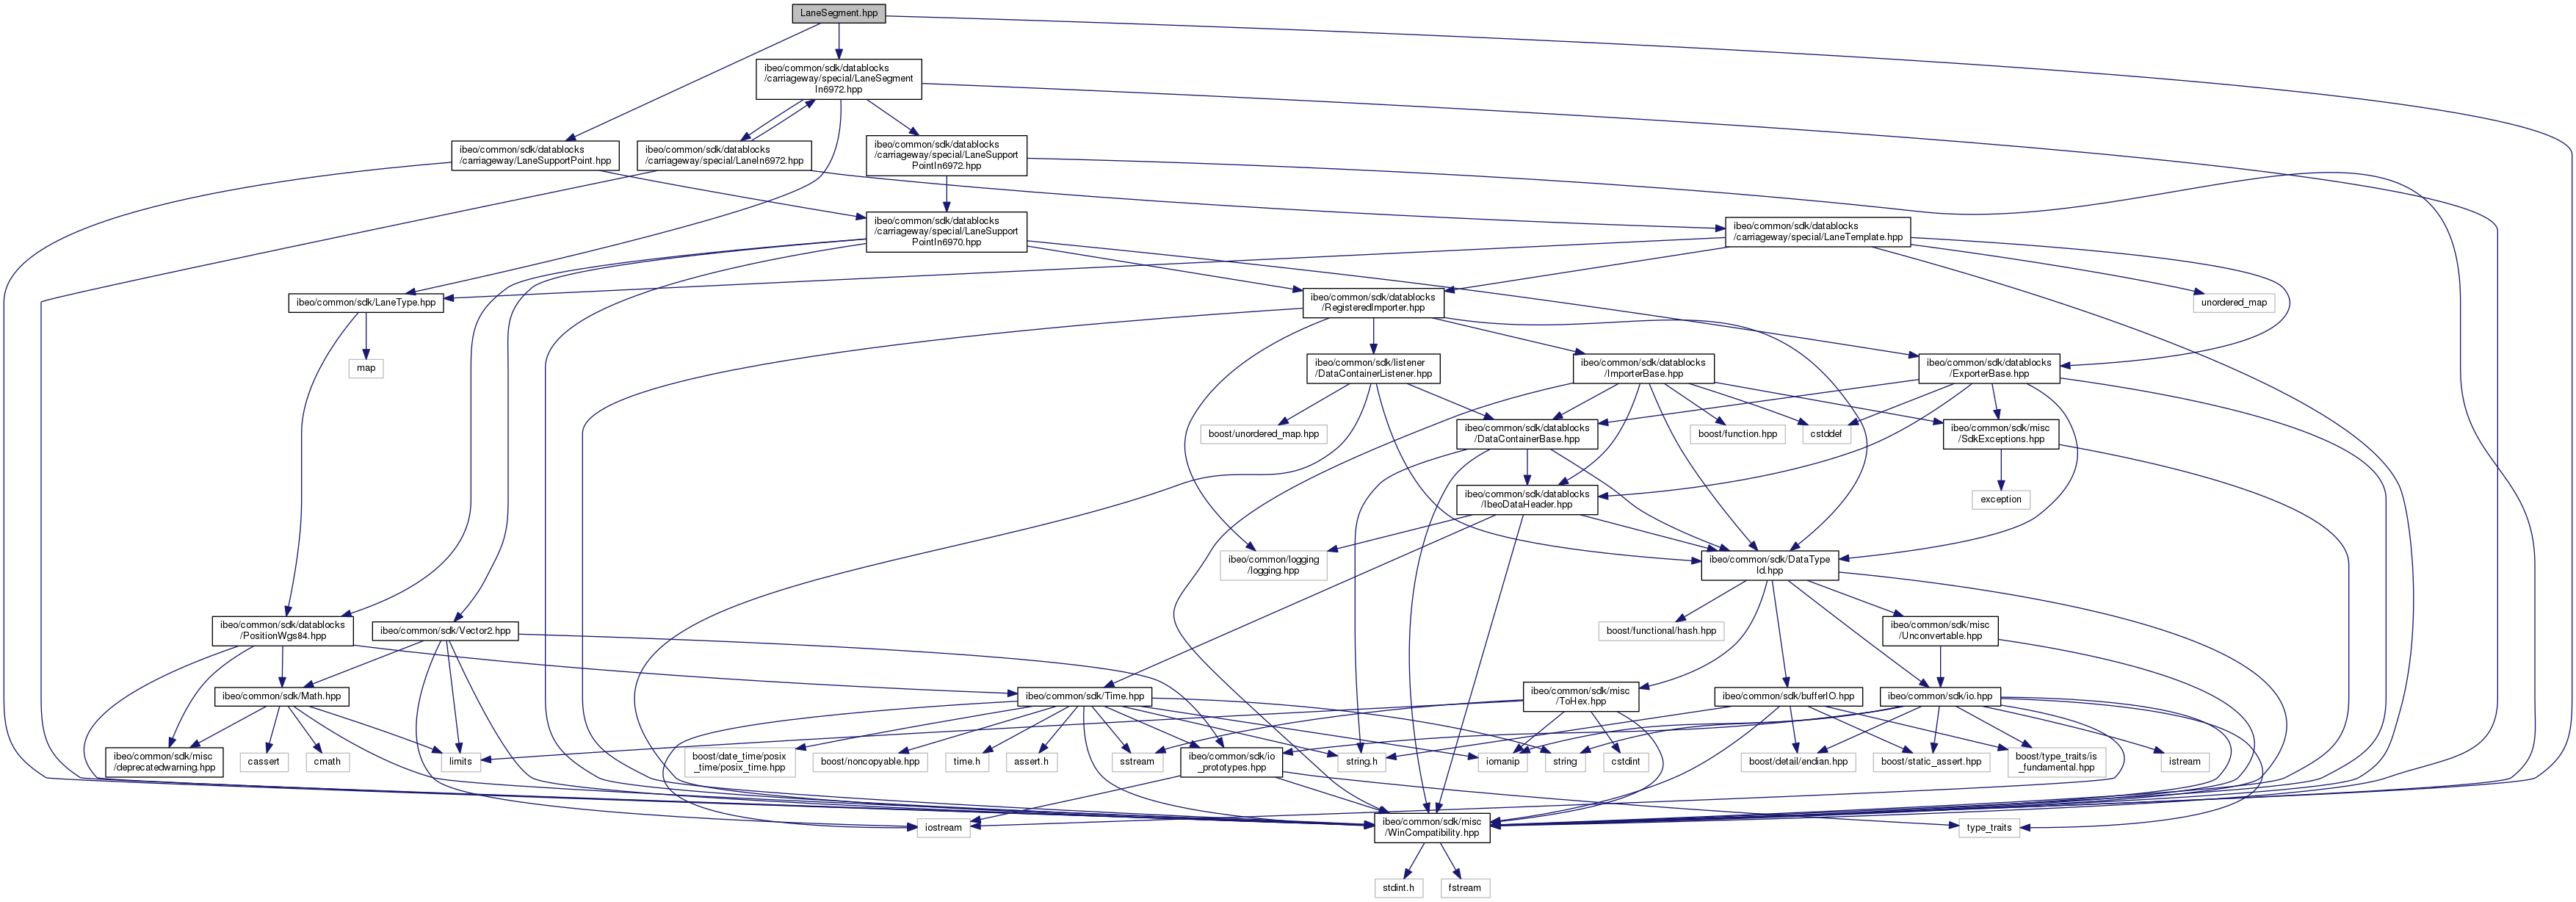 LaneSegment.hpp
ibeo/common/sdk/datablocks
/carriageway/special/LaneSegment
In6972.hpp
ibeo/common/sdk/datablocks
/carriageway/LaneSupportPoint.hpp
ibeo/common/sdk/datablocks
/carriageway/special/LaneIn6972.hpp
ibeo/common/sdk/datablocks
/carriageway/special/LaneSupport
PointIn6972.hpp
ibeo/common/sdk/datablocks
/carriageway/special/LaneSupport
PointIn6970.hpp
ibeo/common/sdk/datablocks
/carriageway/special/LaneTemplate.hpp
ibeo/common/sdk/LaneType.hpp
ibeo/common/sdk/datablocks
/RegisteredImporter.hpp
unordered_map
map
ibeo/common/sdk/listener
/DataContainerListener.hpp
ibeo/common/sdk/datablocks
/ImporterBase.hpp
ibeo/common/sdk/datablocks
/ExporterBase.hpp
boost/unordered_map.hpp
ibeo/common/sdk/datablocks
/DataContainerBase.hpp
boost/function.hpp
cstddef
ibeo/common/sdk/misc
/SdkExceptions.hpp
ibeo/common/sdk/datablocks
/IbeoDataHeader.hpp
exception
ibeo/common/logging
/logging.hpp
ibeo/common/sdk/DataType
Id.hpp
ibeo/common/sdk/datablocks
/PositionWgs84.hpp
ibeo/common/sdk/Vector2.hpp
boost/functional/hash.hpp
ibeo/common/sdk/misc
/Unconvertable.hpp
ibeo/common/sdk/Math.hpp
ibeo/common/sdk/Time.hpp
ibeo/common/sdk/misc
/ToHex.hpp
ibeo/common/sdk/bufferIO.hpp
ibeo/common/sdk/io.hpp
ibeo/common/sdk/misc
/deprecatedwarning.hpp
cassert
cmath
limits
boost/date_time/posix
_time/posix_time.hpp
boost/noncopyable.hpp
time.h
assert.h
sstream
ibeo/common/sdk/io
_prototypes.hpp
string.h
iomanip
string
cstdint
boost/detail/endian.hpp
boost/static_assert.hpp
boost/type_traits/is
_fundamental.hpp
istream
iostream
ibeo/common/sdk/misc
/WinCompatibility.hpp
type_traits
stdint.h
fstream